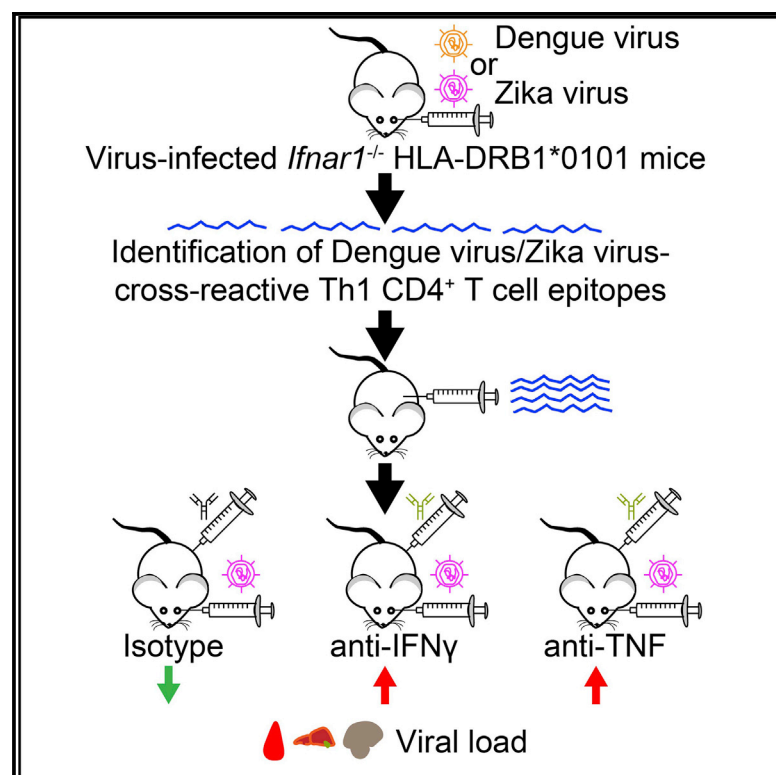 Dengue virus
or
Zika virus
Virus-infected Ifnar1-/- HLA-DRB1*0101 mice
Identification of Dengue virus/Zika virus-
cross-reactive Th1 CD4+ T cell epitopes
Isotype anti-IFNγ anti-TNF
Viral load